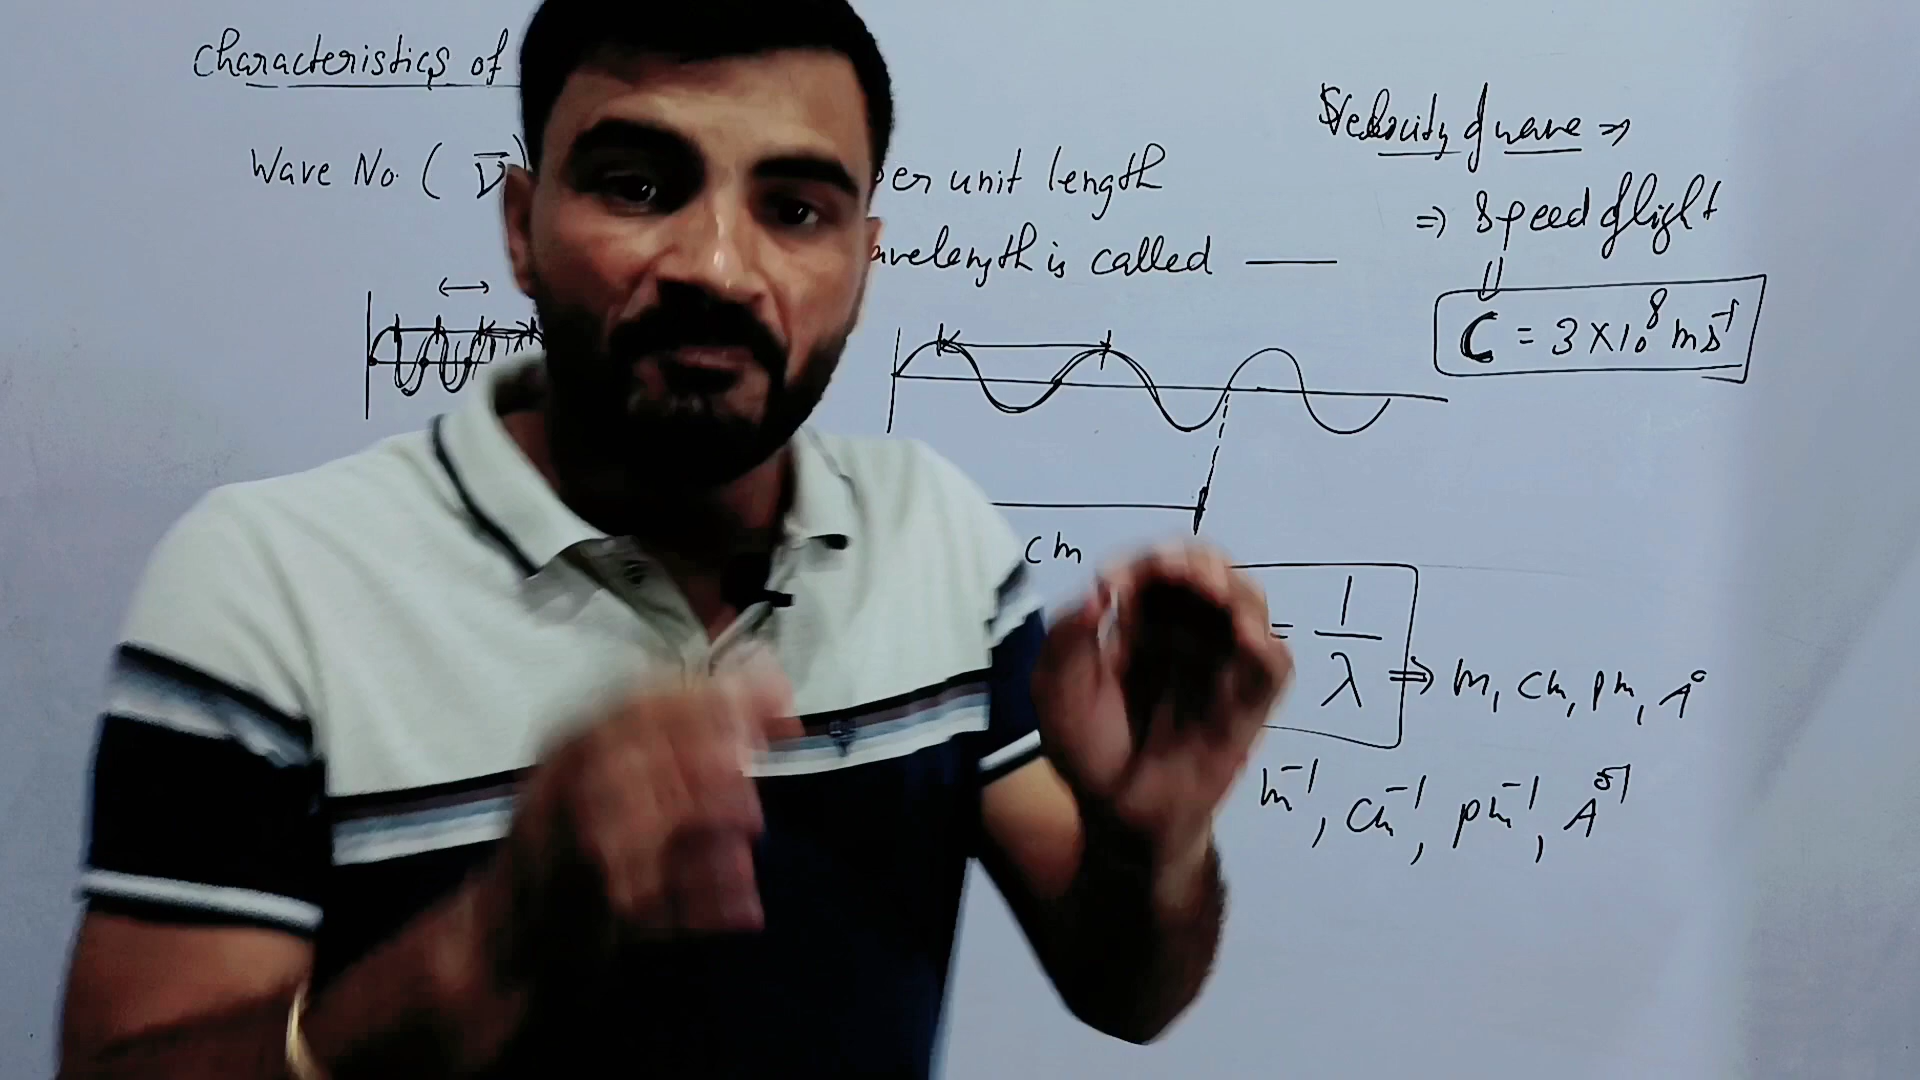 Characteristics of
Wave No. ( ν̅ )
per unit length
wavelength is called ——
Velocity of wave ⇒
⇒ Speed of light
C = 3 × 10⁸ ms⁻¹
cm
= 1/λ ⇒ m, cm, pm, A°
m⁻¹, cm⁻¹, pm⁻¹, A°⁻¹